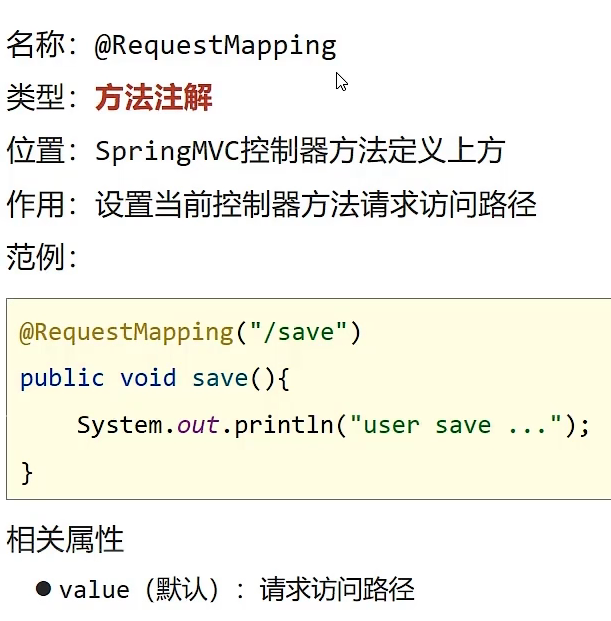 名称：@RequestMapping
类型：方法注解
位置：SpringMVC控制器方法定义上方
作用：设置当前控制器方法请求访问路径
范例：
@RequestMapping("/save")
public void save(){
    System.out.println("user save ...");
}
相关属性
● value（默认）：请求访问路径